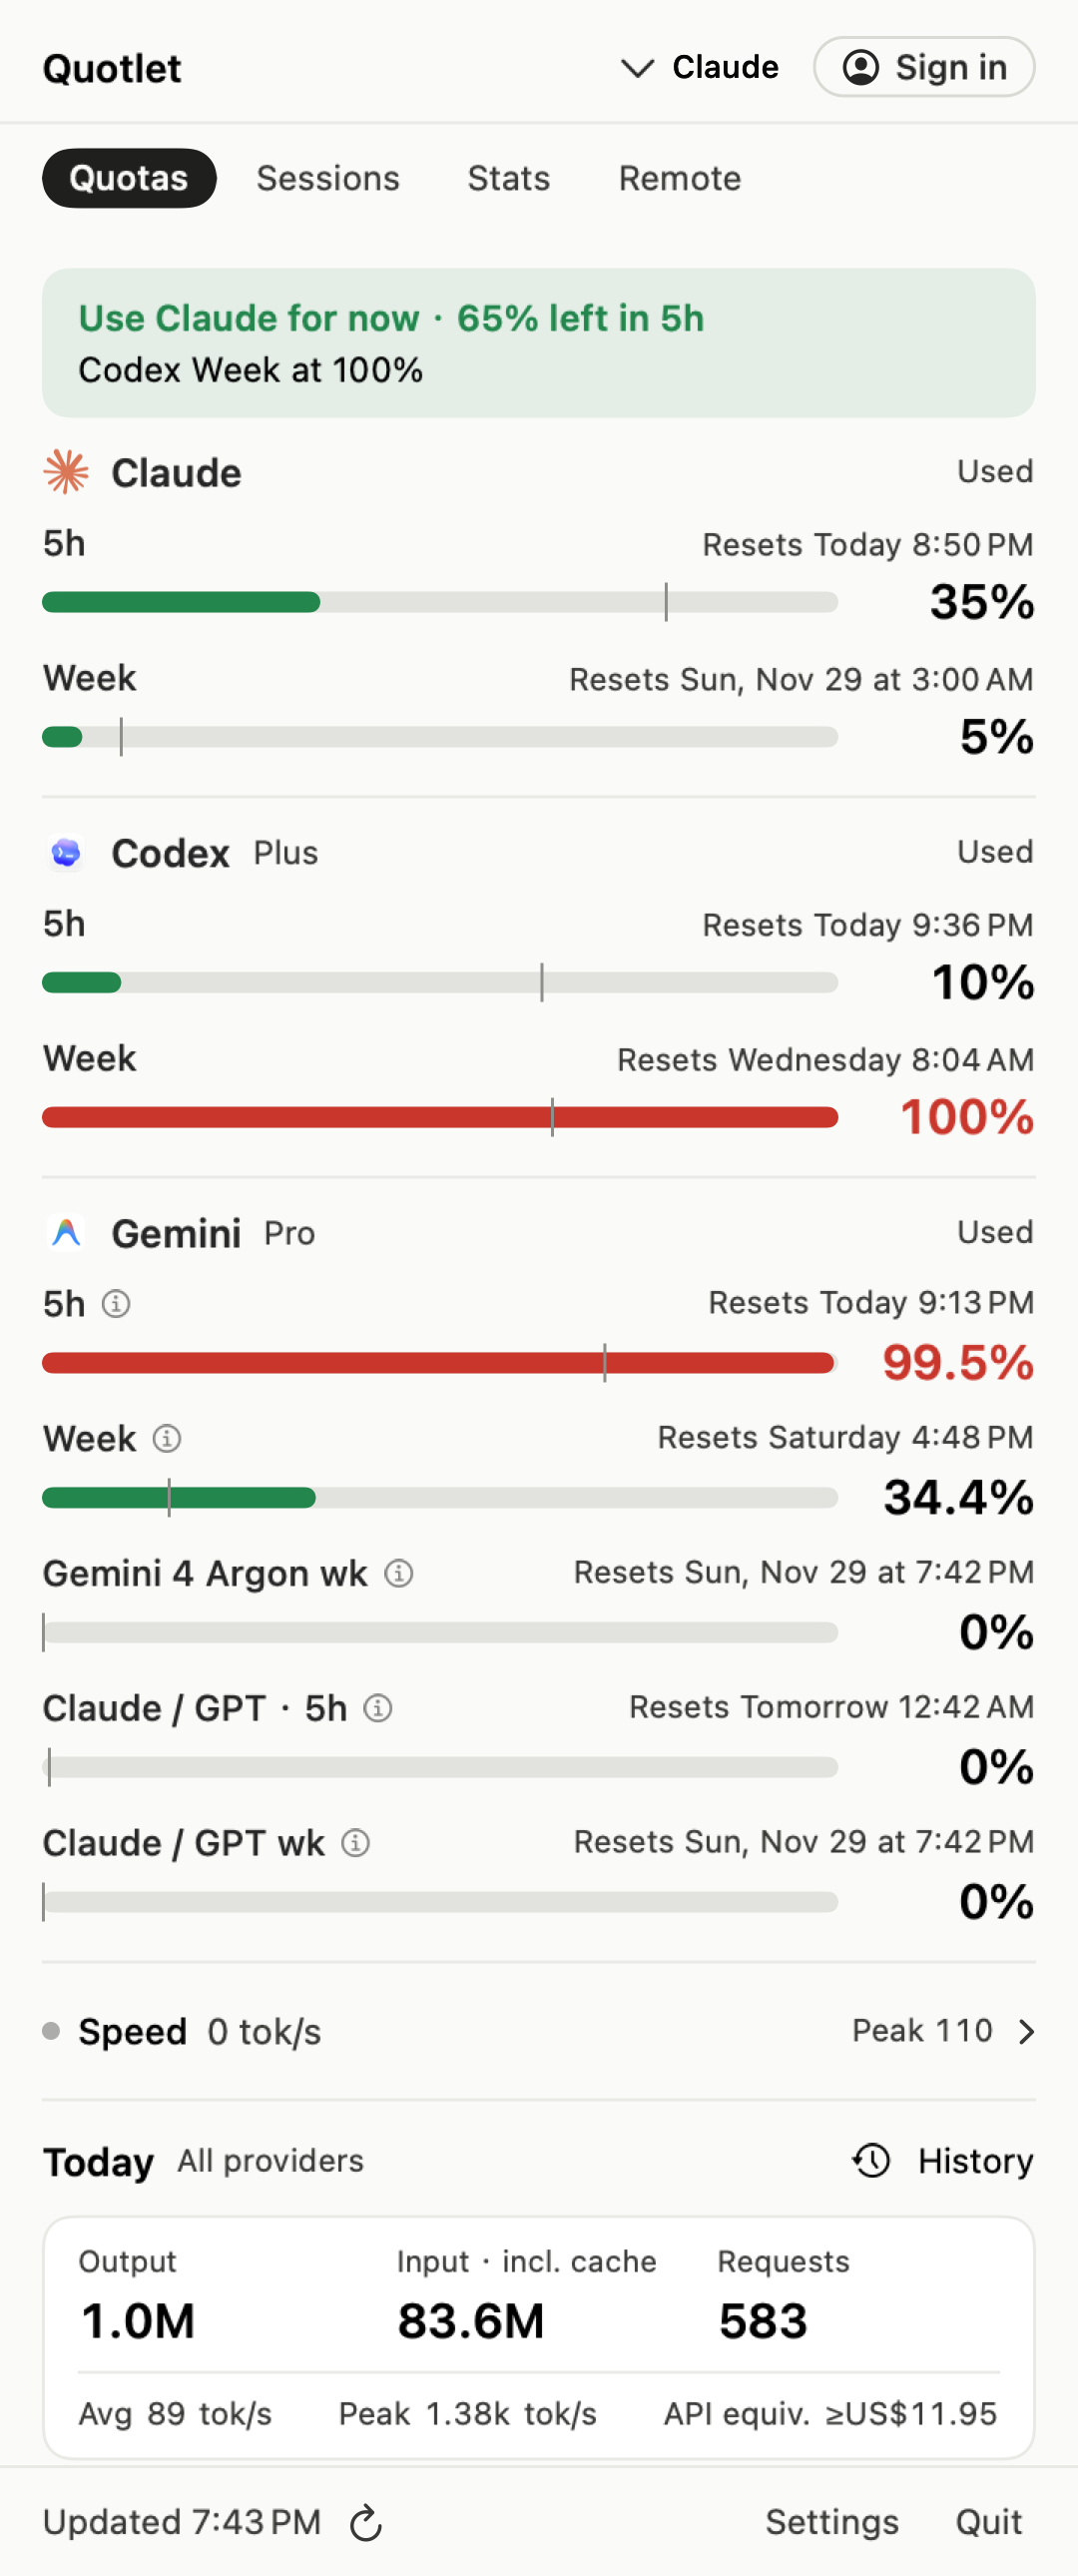 Quotlet
Claude
Sign in
Quotas
Sessions
Stats
Remote
Use Claude for now · 65% left in 5h
Codex Week at 100%
Claude
Used
5h
Resets Today 8:50 PM
35%
Week
Resets Sun, Nov 29 at 3:00 AM
5%
Codex Plus
Used
5h
Resets Today 9:36 PM
10%
Week
Resets Wednesday 8:04 AM
100%
Gemini Pro
Used
5h
Resets Today 9:13 PM
99.5%
Week
Resets Saturday 4:48 PM
34.4%
Gemini 4 Argon wk
Resets Sun, Nov 29 at 7:42 PM
0%
Claude / GPT · 5h
Resets Tomorrow 12:42 AM
0%
Claude / GPT wk
Resets Sun, Nov 29 at 7:42 PM
0%
Speed 0 tok/s
Peak 110
Today All providers
History
Output
Input · incl. cache
Requests
1.0M
83.6M
583
Avg 89 tok/s
Peak 1.38k tok/s
API equiv. ≥US$11.95
Updated 7:43 PM
Settings
Quit